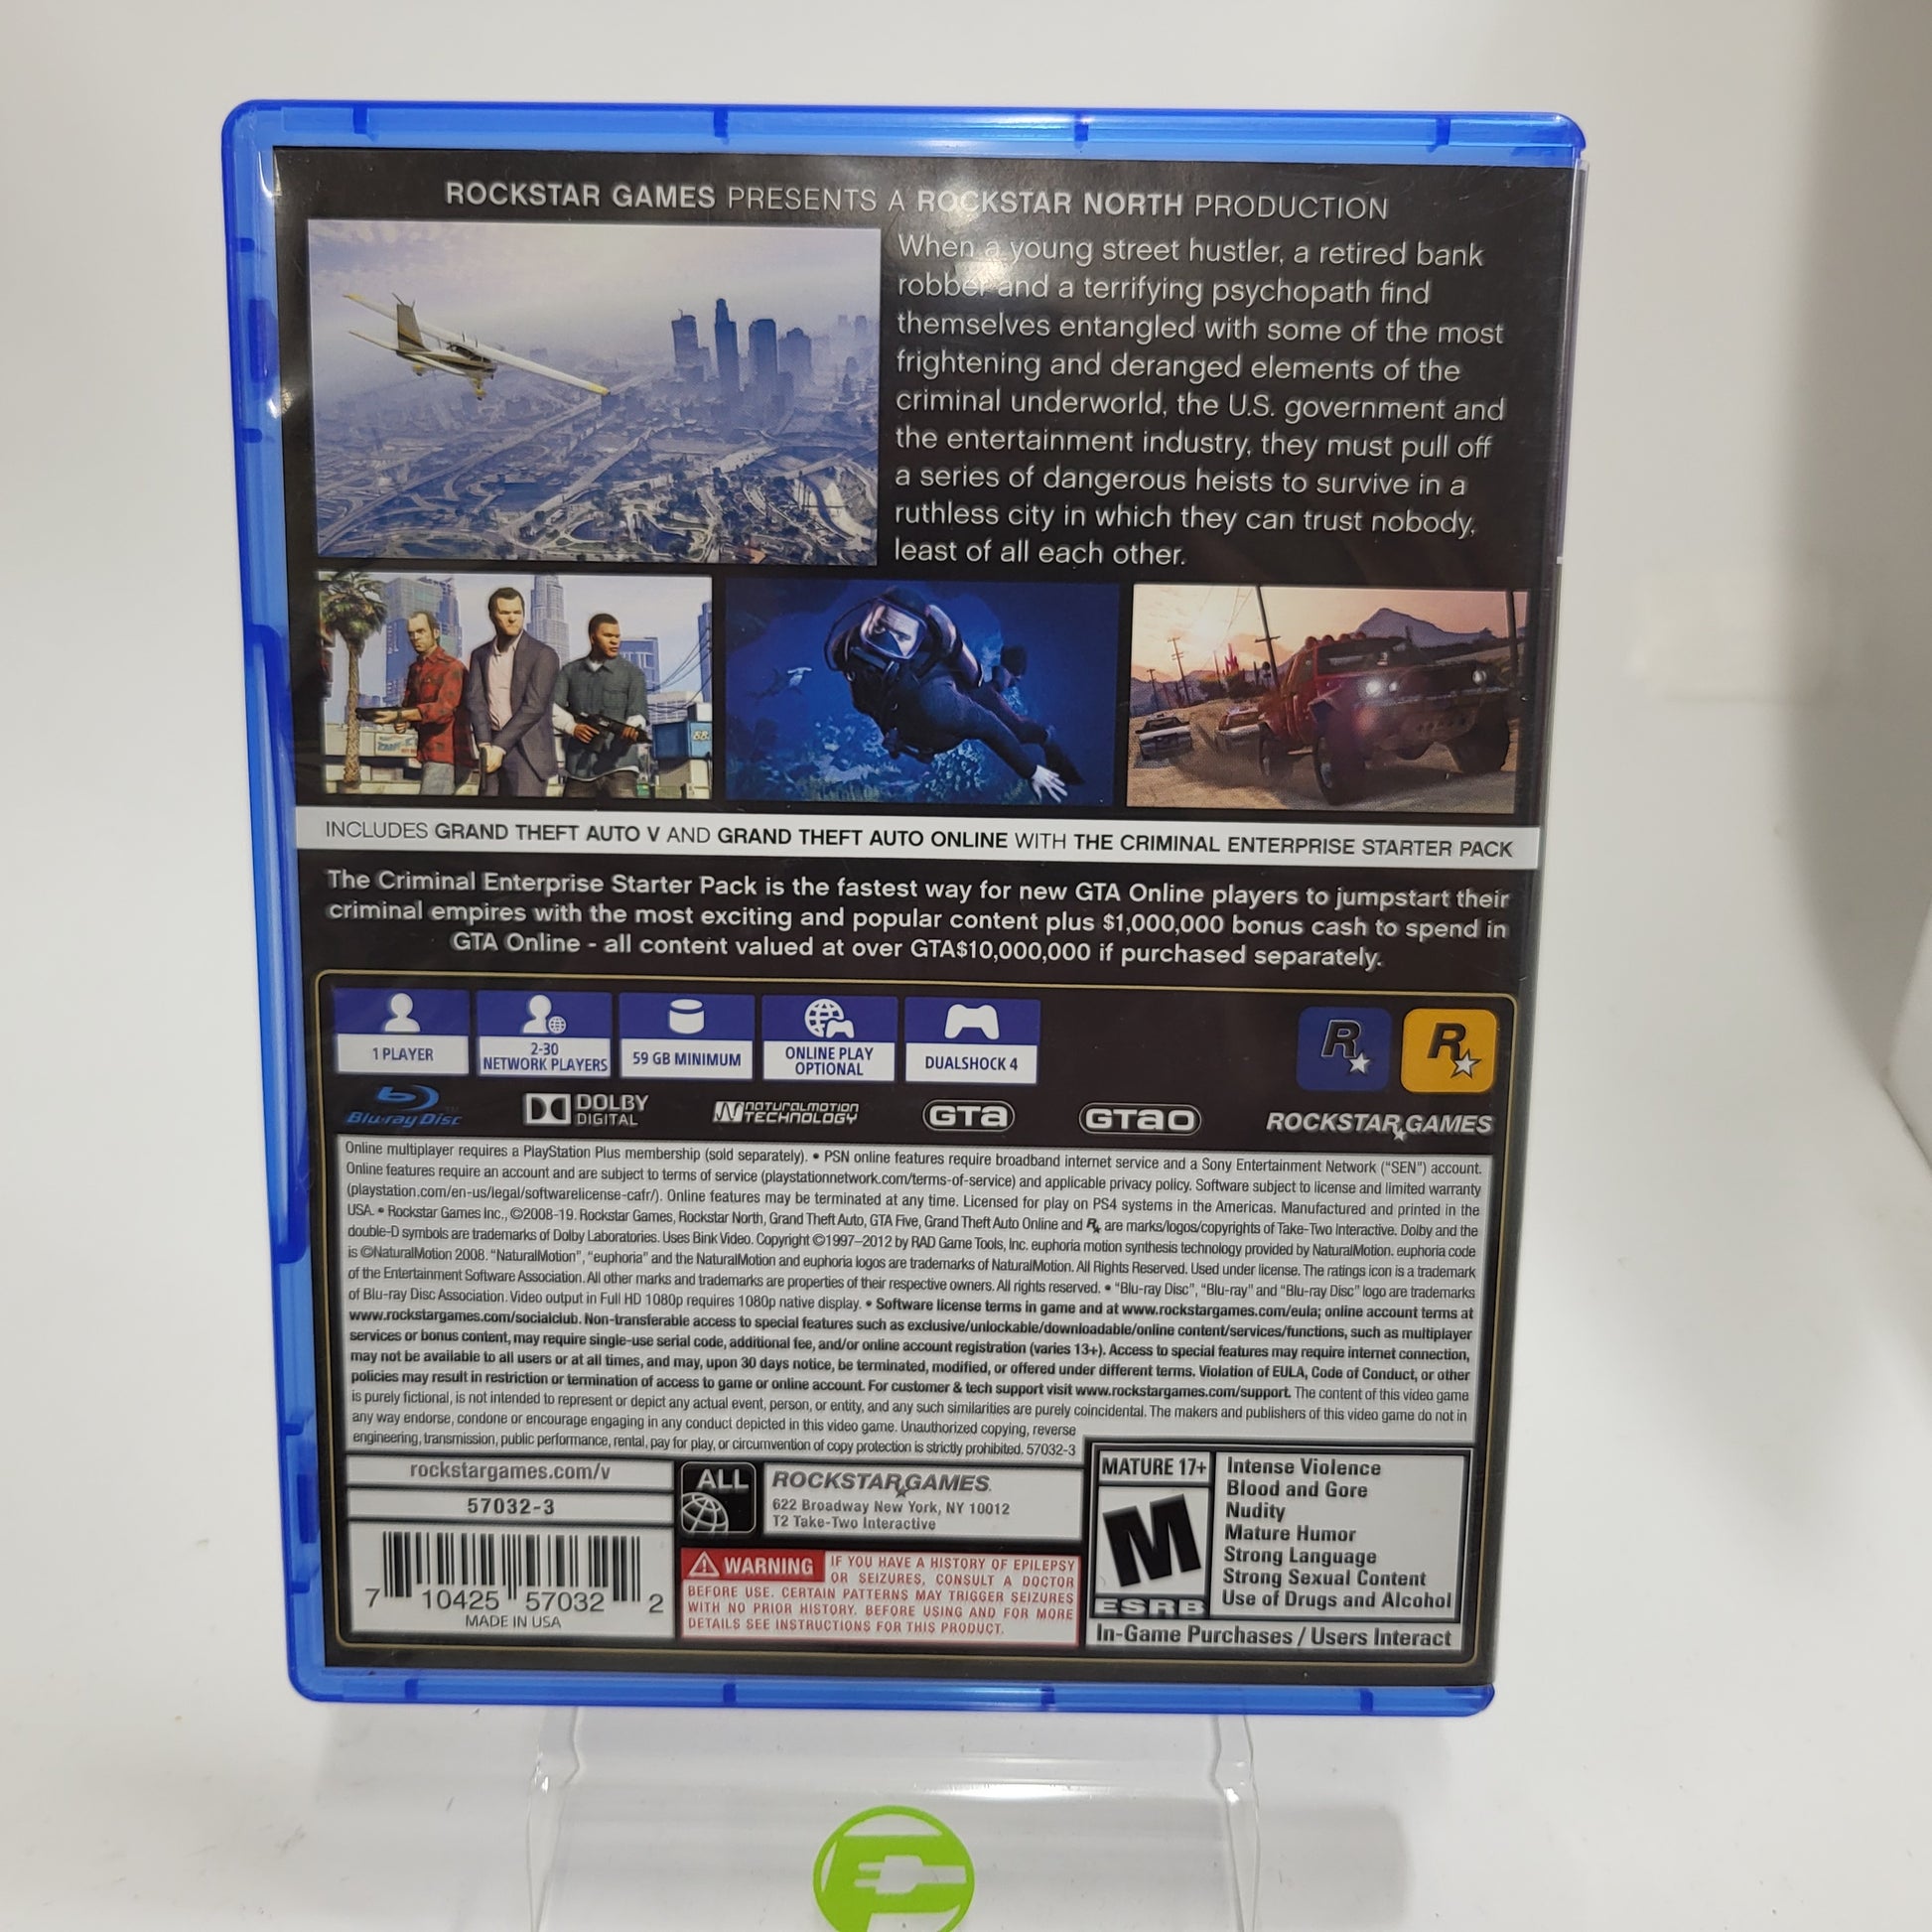 ROCKSTAR GAMES PRESENTS A ROCKSTAR NORTH PRODUCTION
When a young street hustler, a retired bank
robber and a terrifying psychopath find
themselves entangled with some of the most
frightening and deranged elements of the
criminal underworld, the U.S. government and
the entertainment industry, they must pull off
a series of dangerous heists to survive in a
ruthless city in which they can trust nobody,
least of all each other.
INCLUDES GRAND THEFT AUTO V AND GRAND THEFT AUTO ONLINE WITH THE CRIMINAL ENTERPRISE STARTER PACK
The Criminal Enterprise Starter Pack is the fastest way for new GTA Online players to jumpstart their
criminal empires with the most exciting and popular content plus $1,000,000 bonus cash to spend in
GTA Online - all content valued at over GTA$10,000,000 if purchased separately.
1 PLAYER
2-30
NETWORK PLAYERS
59 GB MINIMUM
ONLINE PLAY
OPTIONAL
DUALSHOCK 4
R
R
Blu-ray Disc
DOLBY
DIGITAL
NATURALMOTION
TECHNOLOGY
GTA
GTAO
ROCKSTAR GAMES
Online multiplayer requires a PlayStation Plus membership (sold separately). • PSN online features require broadband internet service and a Sony Entertainment Network (“SEN”) account.
Online features require an account and are subject to terms of service (playstationnetwork.com/terms-of-service) and applicable privacy policy. Software subject to license and limited warranty
(playstation.com/en-us/legal/softwarelicense-cafr/). Online features may be terminated at any time. Licensed for play on PS4 systems in the Americas. Manufactured and printed in the
USA. • Rockstar Games Inc., ©2008-19. Rockstar Games, Rockstar North, Grand Theft Auto, GTA Five, Grand Theft Auto Online and R* are marks/logos/copyrights of Take-Two Interactive. Dolby and the
double-D symbols are trademarks of Dolby Laboratories. Uses Bink Video. Copyright ©1997–2012 by RAD Game Tools, Inc. euphoria motion synthesis technology provided by NaturalMotion. euphoria code
is ©NaturalMotion 2008. “NaturalMotion”, “euphoria” and the NaturalMotion and euphoria logos are trademarks of NaturalMotion. All Rights Reserved. Used under license. The ratings icon is a trademark
of the Entertainment Software Association. All other marks and trademarks are properties of their respective owners. All rights reserved. • “Blu-ray Disc”, “Blu-ray” and “Blu-ray Disc” logo are trademarks
of Blu-ray Disc Association. Video output in Full HD 1080p requires 1080p native display. • Software license terms in game and at www.rockstargames.com/eula; online account terms at
www.rockstargames.com/socialclub. Non-transferable access to special features such as exclusive/unlockable/downloadable/online content/services/functions, such as multiplayer
services or bonus content, may require single-use serial code, additional fee, and/or online account registration (varies 13+). Access to special features may require internet connection,
may not be available to all users or at all times, and may, upon 30 days notice, be terminated, modified, or offered under different terms. Violation of EULA, Code of Conduct, or other
policies may result in restriction or termination of access to game or online account. For customer & tech support visit www.rockstargames.com/support. The content of this video game
is purely fictional, is not intended to represent or depict any actual event, person, or entity, and any such similarities are purely coincidental. The makers and publishers of this video game do not in
any way endorse, condone or encourage engaging in any conduct depicted in this video game. Unauthorized copying, reverse
engineering, transmission, public performance, rental, pay for play, or circumvention of copy protection is strictly prohibited. 57032-3
rockstargames.com/v
57032-3
7 10425 57032 2
MADE IN USA
ALL
ROCKSTAR GAMES.
622 Broadway New York, NY 10012
T2 Take-Two Interactive
WARNING IF YOU HAVE A HISTORY OF EPILEPSY
OR SEIZURES, CONSULT A DOCTOR
BEFORE USE. CERTAIN PATTERNS MAY TRIGGER SEIZURES
WITH NO PRIOR HISTORY. BEFORE USING AND FOR MORE
DETAILS SEE INSTRUCTIONS FOR THIS PRODUCT.
MATURE 17+
M
ESRB
Intense Violence
Blood and Gore
Nudity
Mature Humor
Strong Language
Strong Sexual Content
Use of Drugs and Alcohol
In-Game Purchases / Users Interact